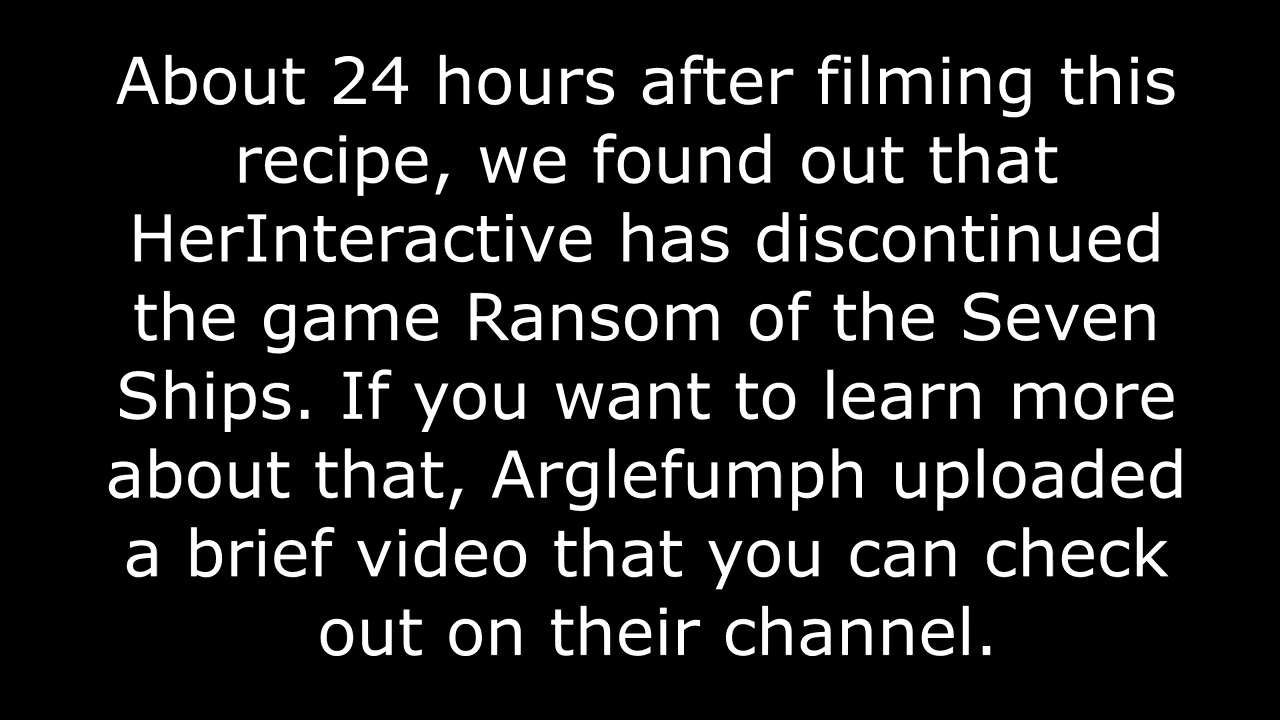 About 24 hours after filming this
recipe, we found out that
HerInteractive has discontinued
the game Ransom of the Seven
Ships. If you want to learn more
about that, Arglefumph uploaded
a brief video that you can check
out on their channel.